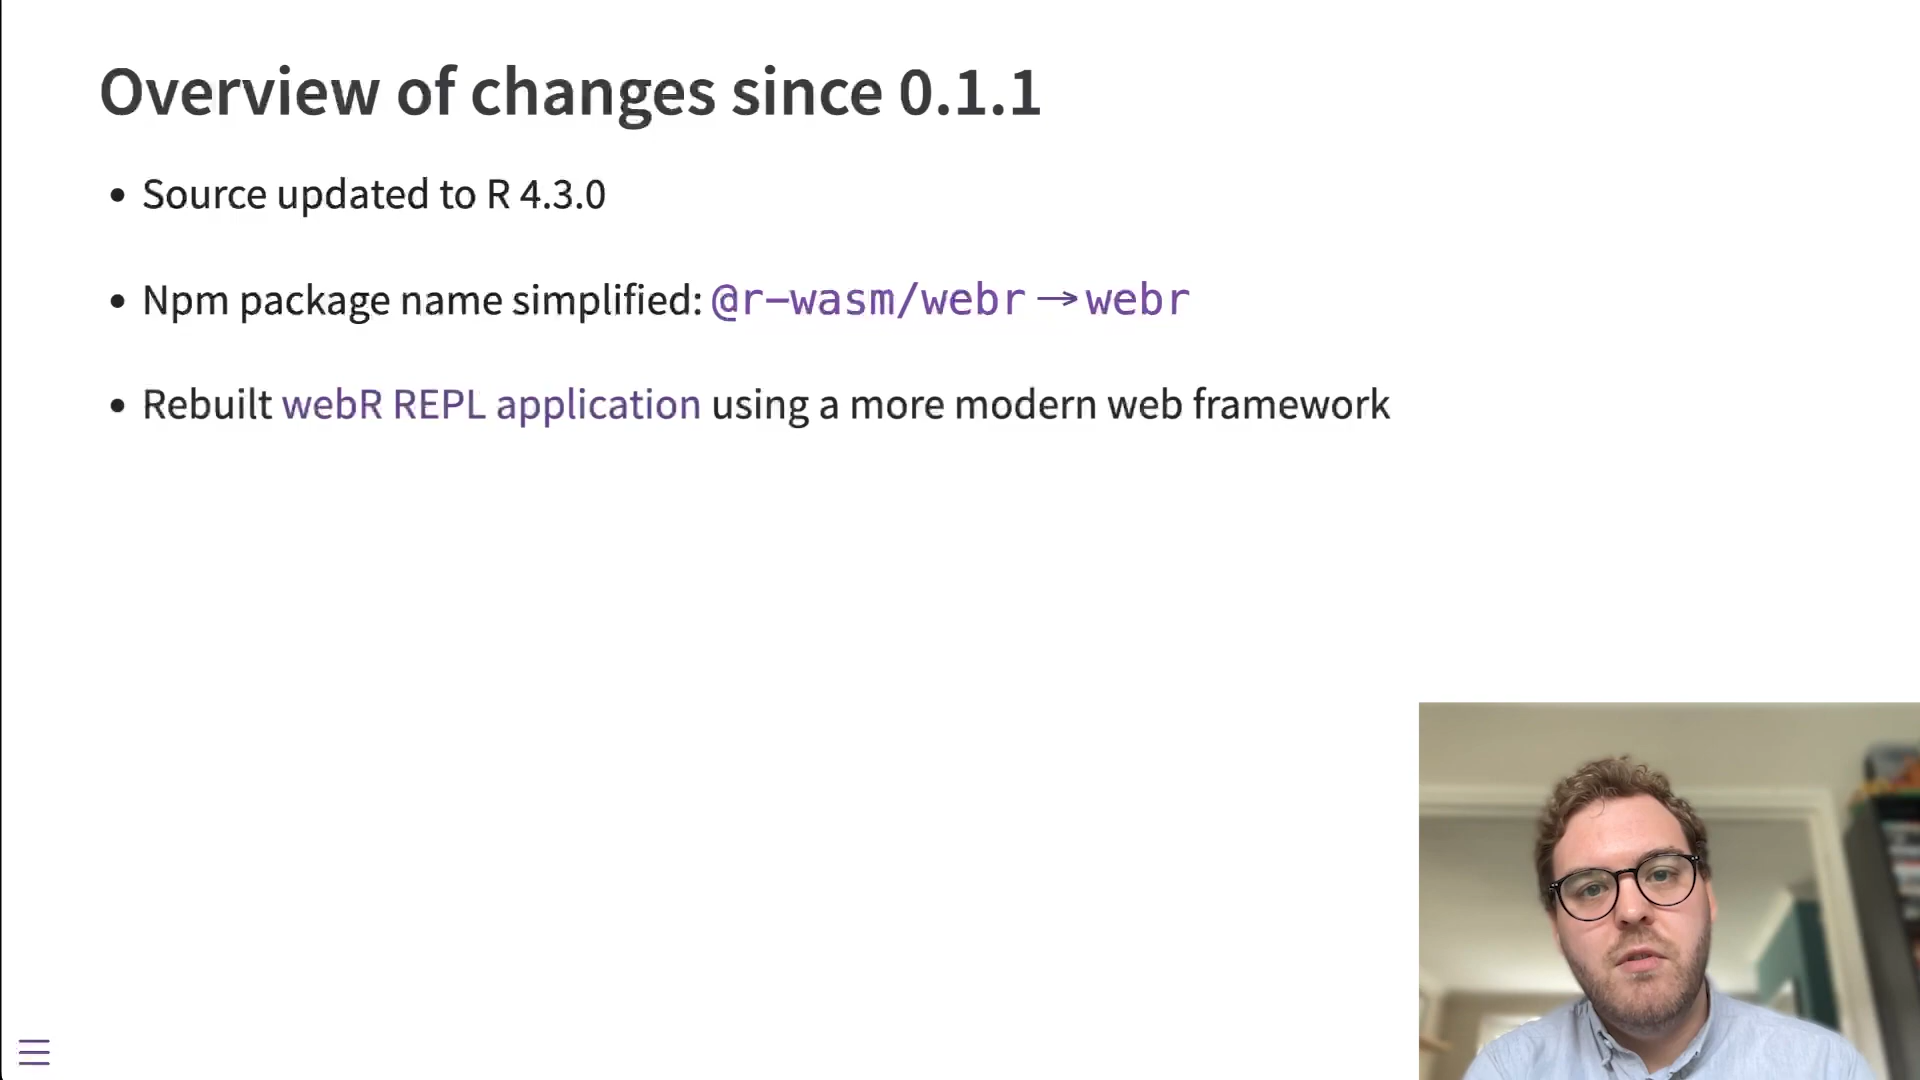 Overview of changes since 0.1.1
• Source updated to R 4.3.0
• Npm package name simplified: @r-wasm/webr → webr
• Rebuilt webR REPL application using a more modern web framework